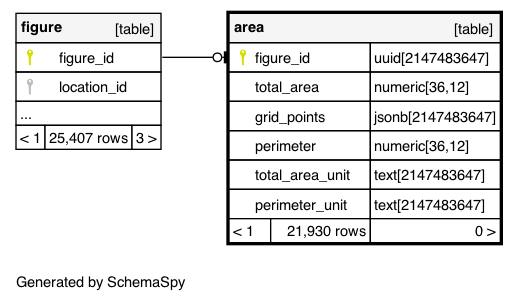 figure [table]
figure_id
location_id
...
< 1 25,407 rows 3 >
area [table]
figure_id uuid[2147483647]
total_area numeric[36,12]
grid_points jsonb[2147483647]
perimeter numeric[36,12]
total_area_unit text[2147483647]
perimeter_unit text[2147483647]
< 1 21,930 rows 0 >
Generated by SchemaSpy